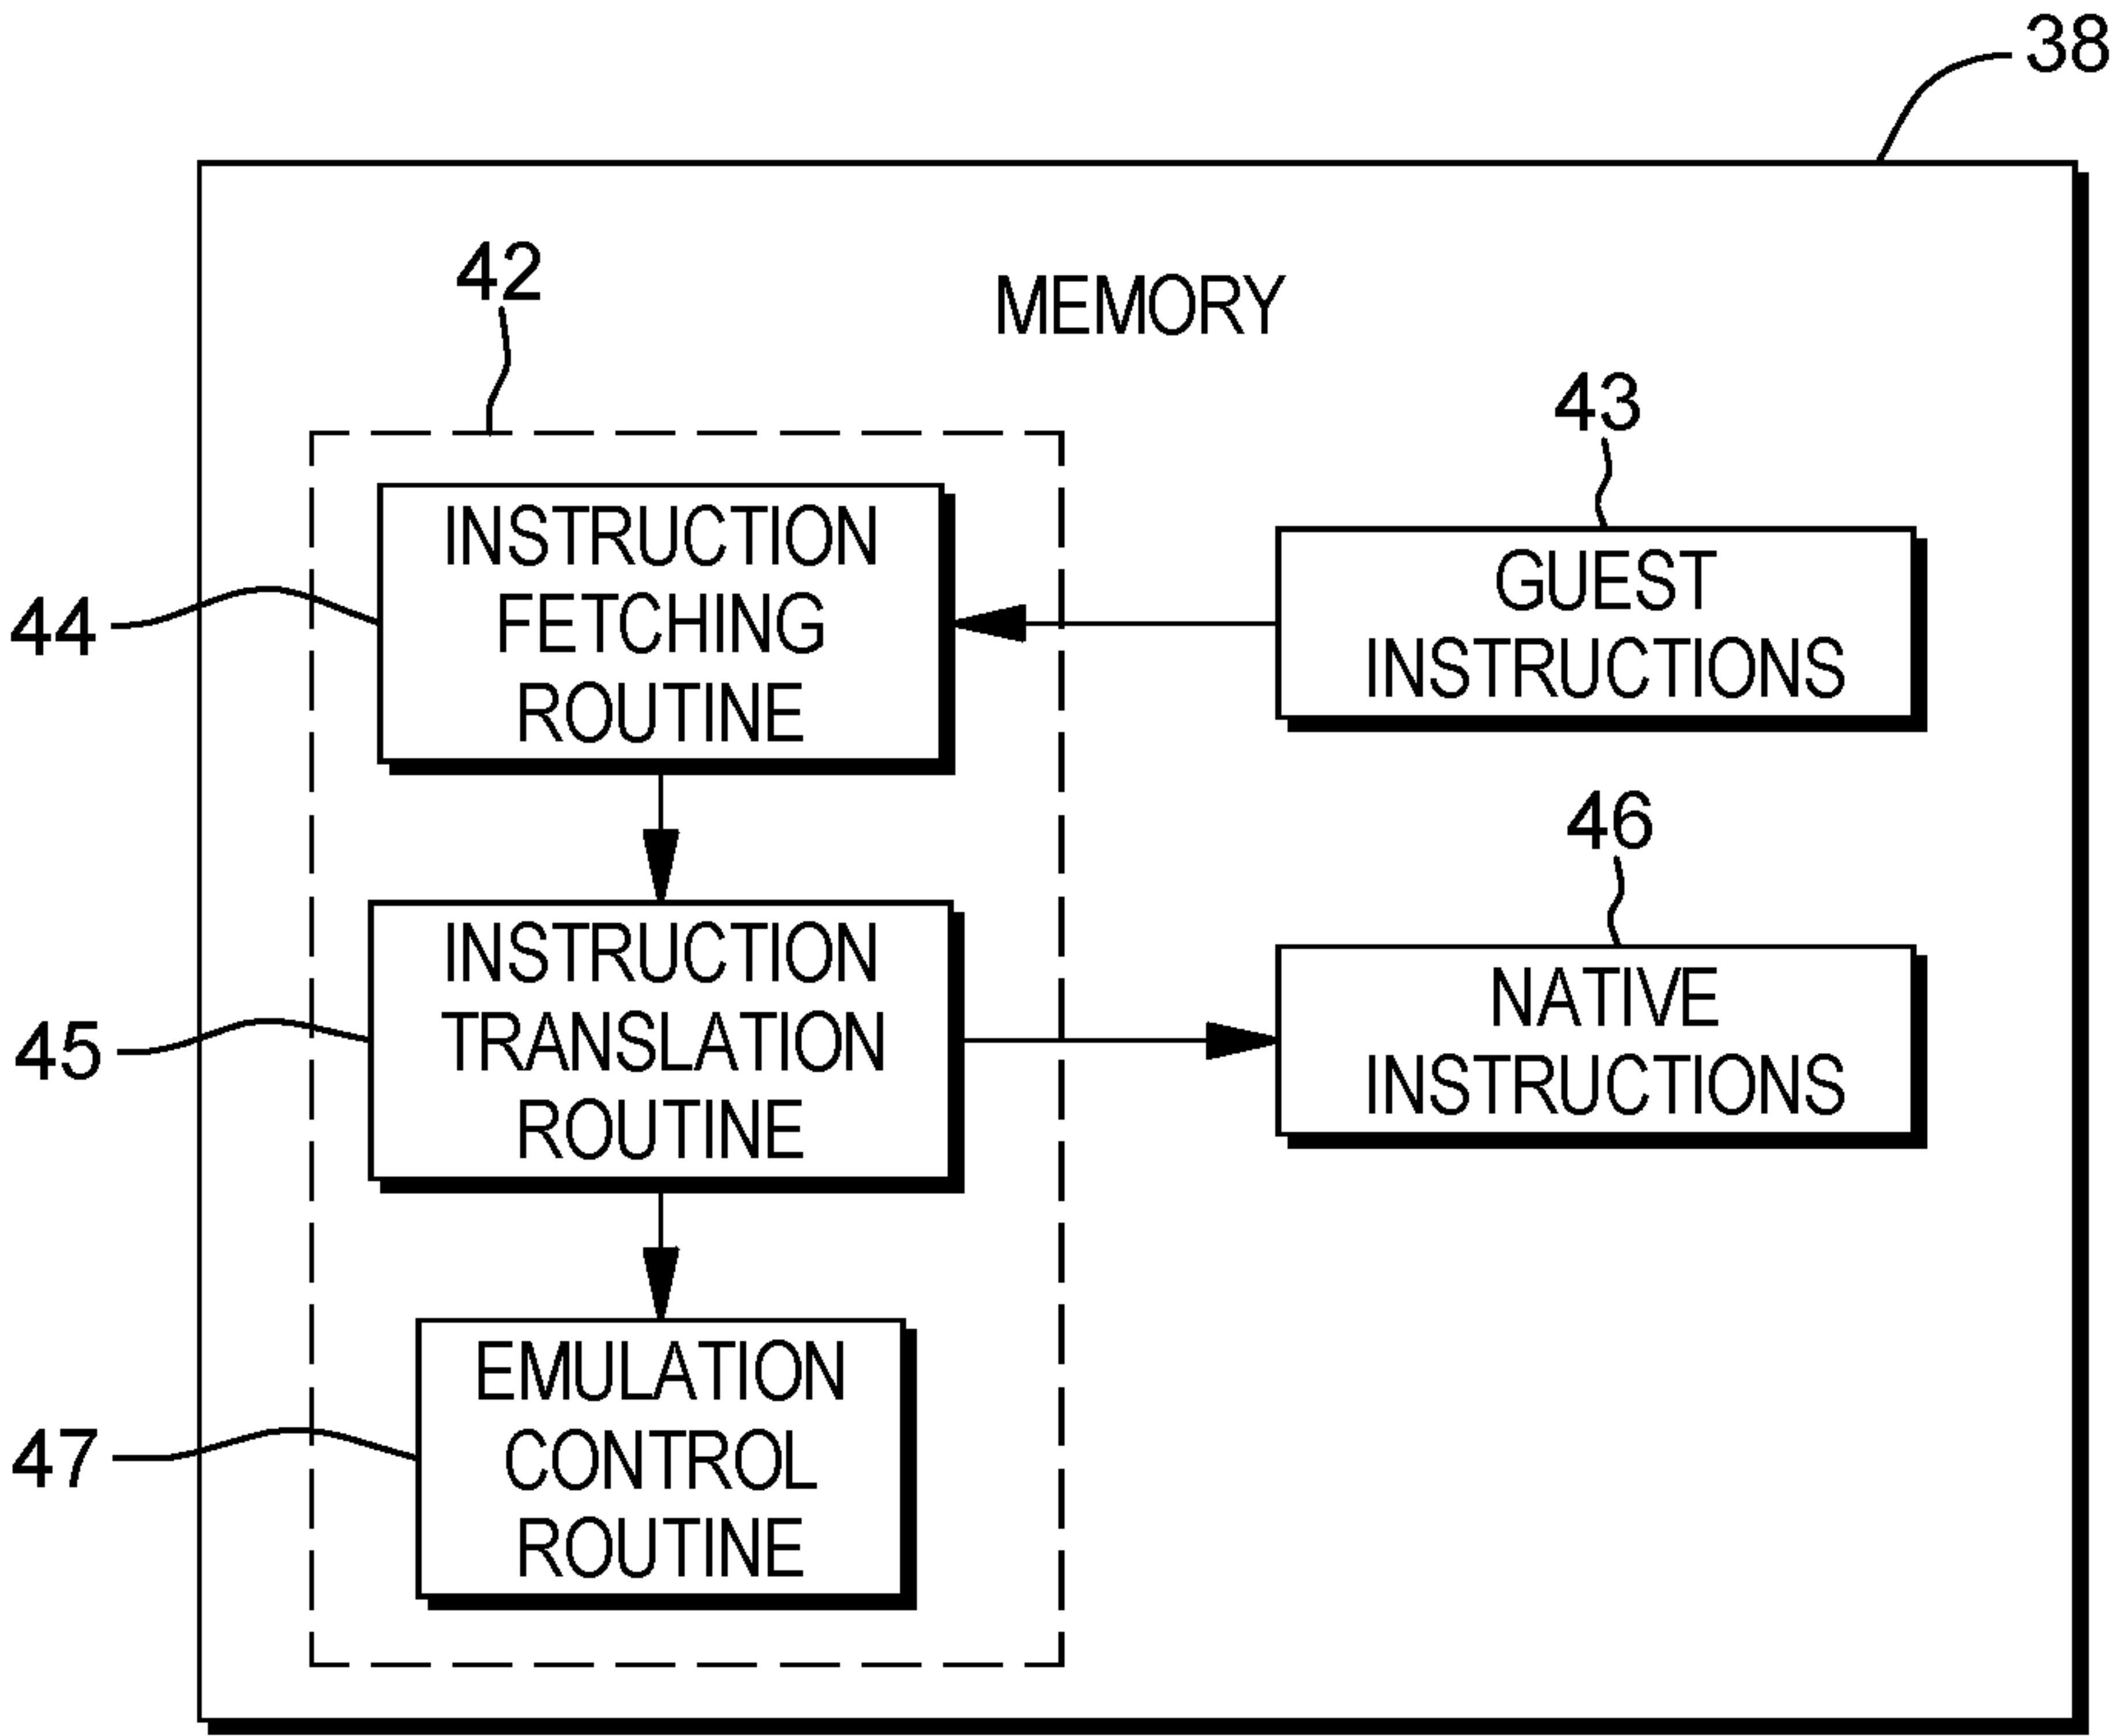 38
MEMORY
42
43
INSTRUCTION
FETCHING
ROUTINE
44
GUEST
INSTRUCTIONS
46
INSTRUCTION
TRANSLATION
ROUTINE
45
NATIVE
INSTRUCTIONS
EMULATION
CONTROL
ROUTINE
47